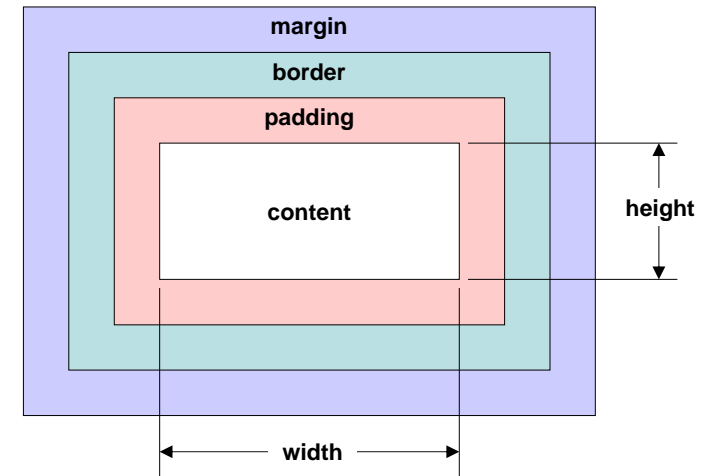 margin
border
padding
content
height
width